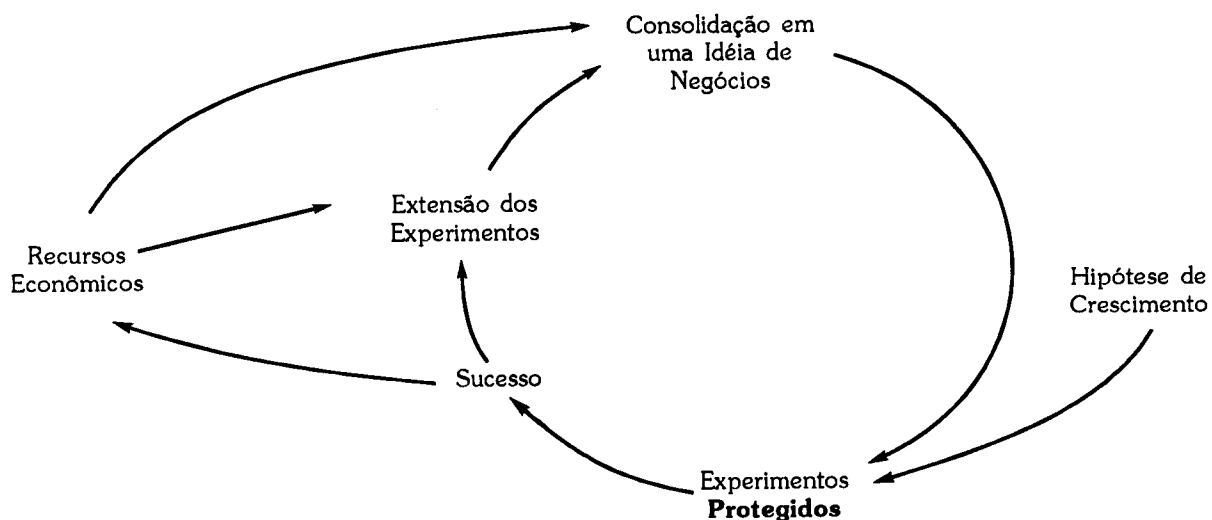 Consolidação em
uma Idéia de
Negócios
Extensão dos
Experimentos
Recursos
Econômicos
Hipótese de
Crescimento
Sucesso
Experimentos
Protegidos